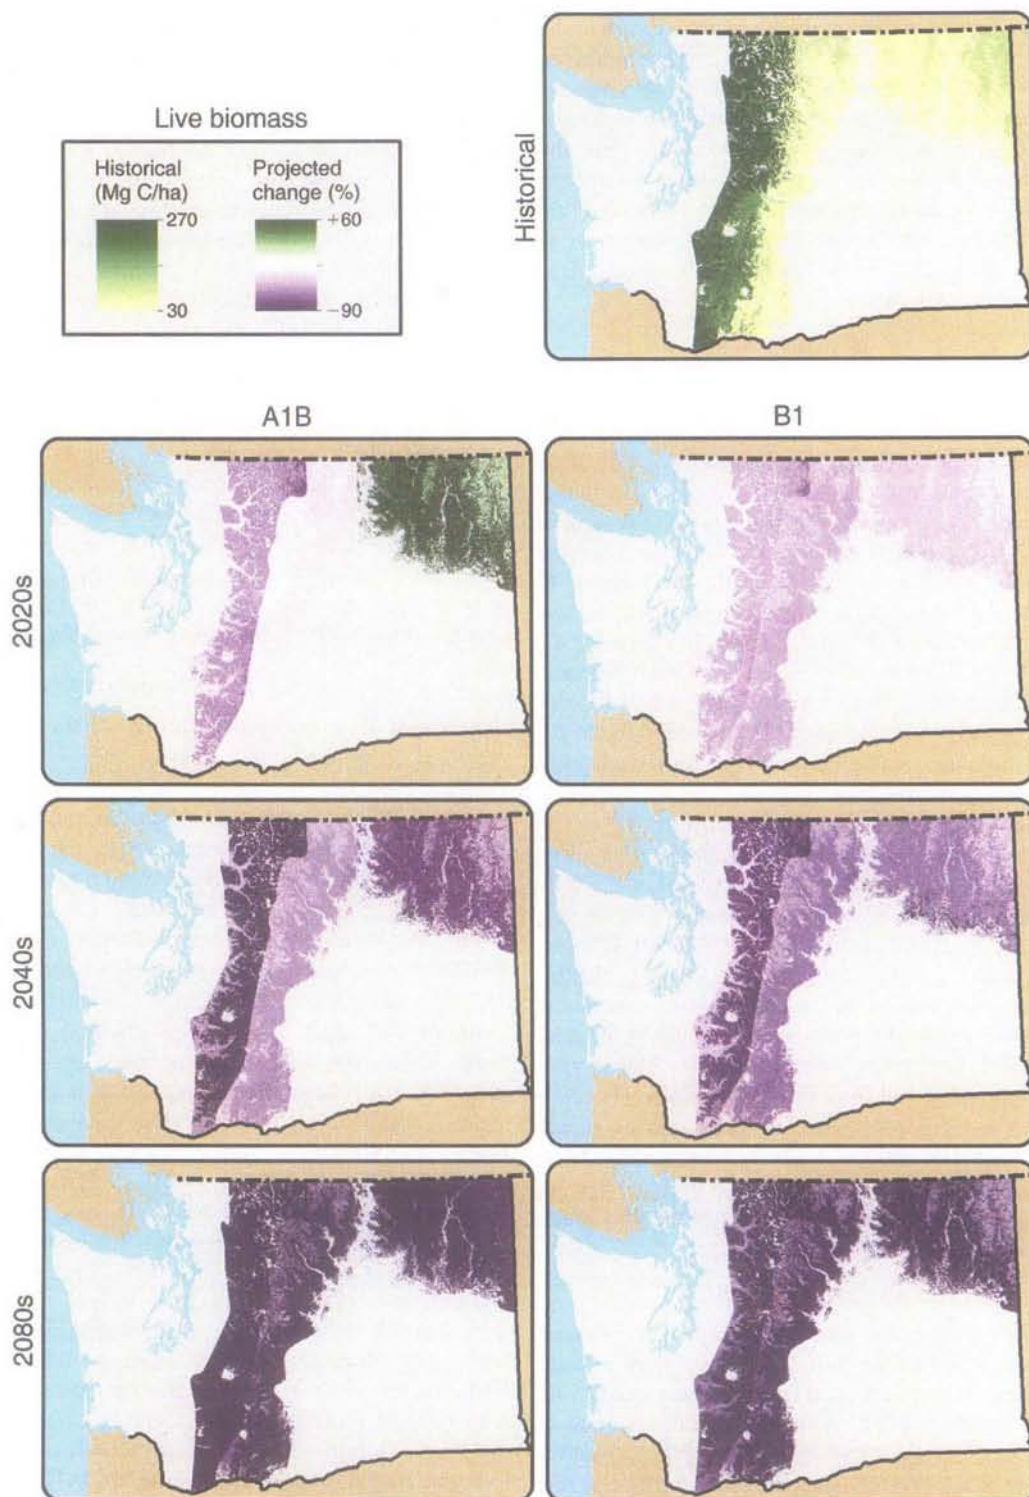 Live biomass
Historical
(Mg C/ha)
Projected
change (%)
270
30
+60
−90
Historical
A1B
B1
2020s
2040s
2080s